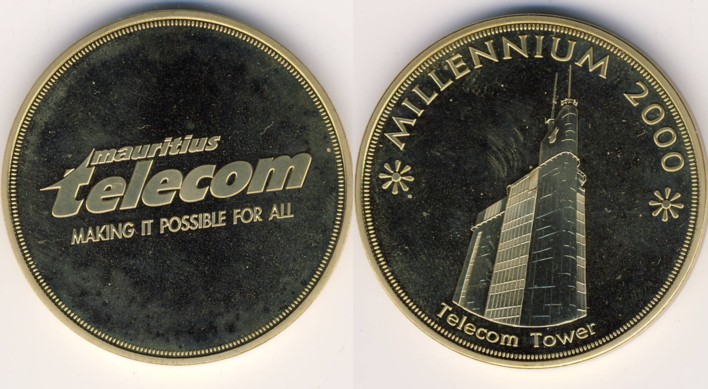 mauritius
telecom
MAKING IT POSSIBLE FOR ALL
MILLENNIUM 2000
Telecom Tower